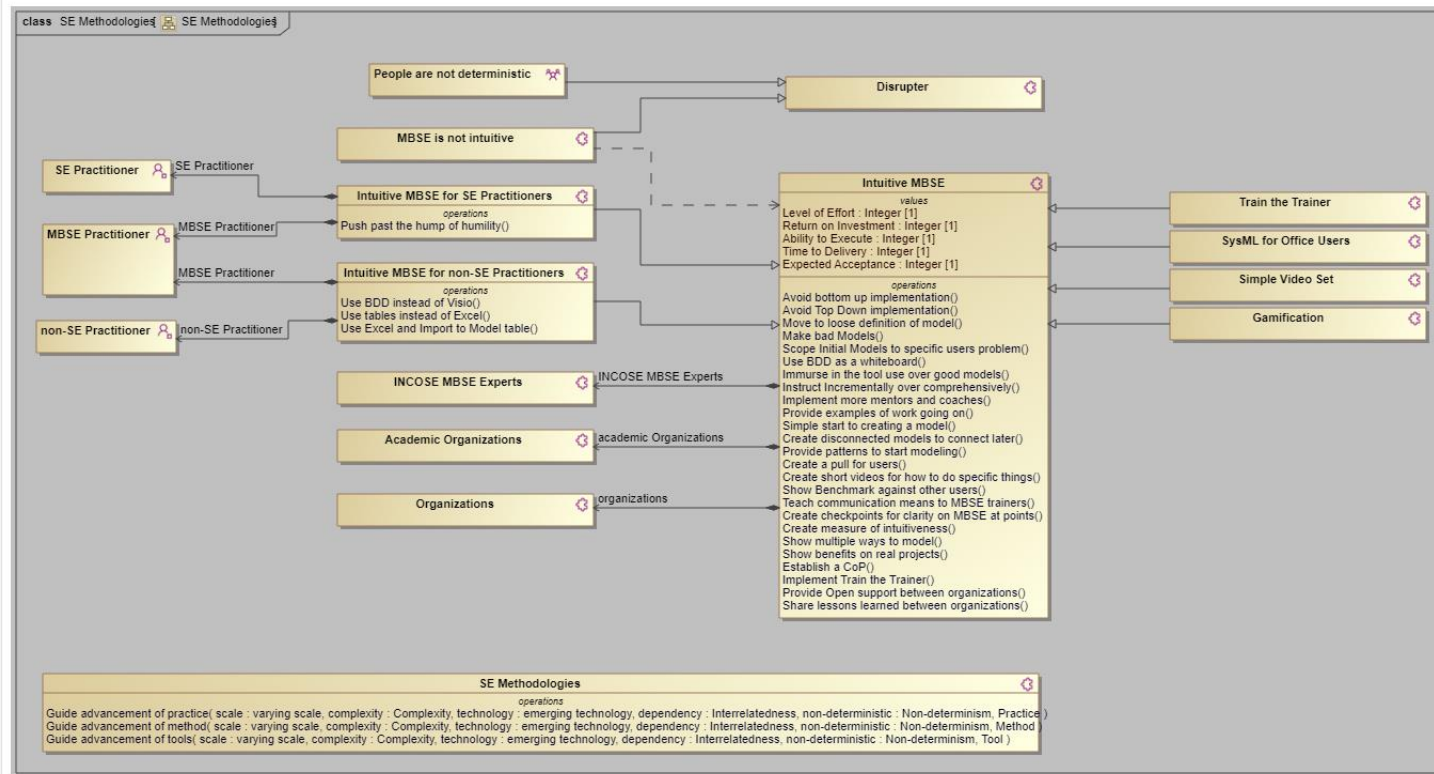 class SE Methodologies[ SE Methodologies]
People are not deterministic
Disrupter
MBSE is not intuitive
SE Practitioner
SE Practitioner
Intuitive MBSE for SE Practitioners
operations
Push past the hump of humility()
MBSE Practitioner
MBSE Practitioner
MBSE Practitioner
Intuitive MBSE for non-SE Practitioners
operations
Use BDD instead of Visio()
Use tables instead of Excel()
Use Excel and Import to Model table()
non-SE Practitioner
non-SE Practitioner
INCOSE MBSE Experts
INCOSE MBSE Experts
Academic Organizations
academic Organizations
Organizations
organizations
Intuitive MBSE
values
Level of Effort : Integer [1]
Return on Investment : Integer [1]
Ability to Execute : Integer [1]
Time to Delivery : Integer [1]
Expected Acceptance : Integer [1]
operations
Avoid bottom up implementation()
Avoid Top Down implementation()
Move to loose definition of model()
Make bad Models()
Scope Initial Models to specific users problem()
Use BDD as a whiteboard()
Immurse in the tool use over good models()
Instruct Incrementally over comprehensively()
Implement more mentors and coaches()
Provide examples of work going on()
Simple start to creating a model()
Create disconnected models to connect later()
Provide patterns to start modeling()
Create a pull for users()
Create short videos for how to do specific things()
Show Benchmark against other users()
Teach communication means to MBSE trainers()
Create checkpoints for clarity on MBSE at points()
Create measure of intuitiveness()
Show multiple ways to model()
Show benefits on real projects()
Establish a CoP()
Implement Train the Trainer()
Provide Open support between organizations()
Share lessons learned between organizations()
Train the Trainer
SysML for Office Users
Simple Video Set
Gamification
SE Methodologies
operations
Guide advancement of practice( scale : varying scale, complexity : Complexity, technology : emerging technology, dependency : Interrelatedness, non-deterministic : Non-determinism, Practice )
Guide advancement of method( scale : varying scale, complexity : Complexity, technology : emerging technology, dependency : Interrelatedness, non-deterministic : Non-determinism, Method )
Guide advancement of tools( scale : varying scale, complexity : Complexity, technology : emerging technology, dependency : Interrelatedness, non-deterministic : Non-determinism, Tool )